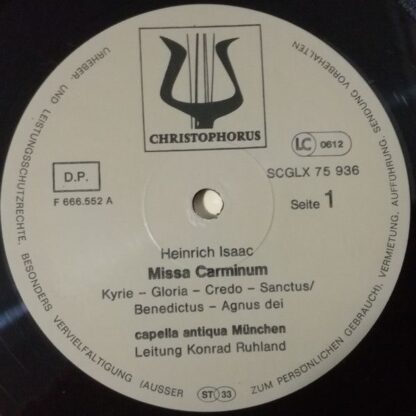 CHRISTOPHORUS
D.P.
F 666.552 A
LC 0612
SCGLX 75 936
Seite 1
Heinrich Isaac
Missa Carminum
Kyrie – Gloria – Credo – Sanctus/
Benedictus – Agnus dei
capella antiqua München
Leitung Konrad Ruhland
ST 33
URHEBER- UND LEISTUNGSSCHUTZRECHTE, BESONDERS VERVIELFÄLTIGUNG (AUSSER ZUM PERSÖNLICHEN GEBRAUCH), VERMIETUNG, AUFFÜHRUNG, SENDUNG VORBEHALTEN